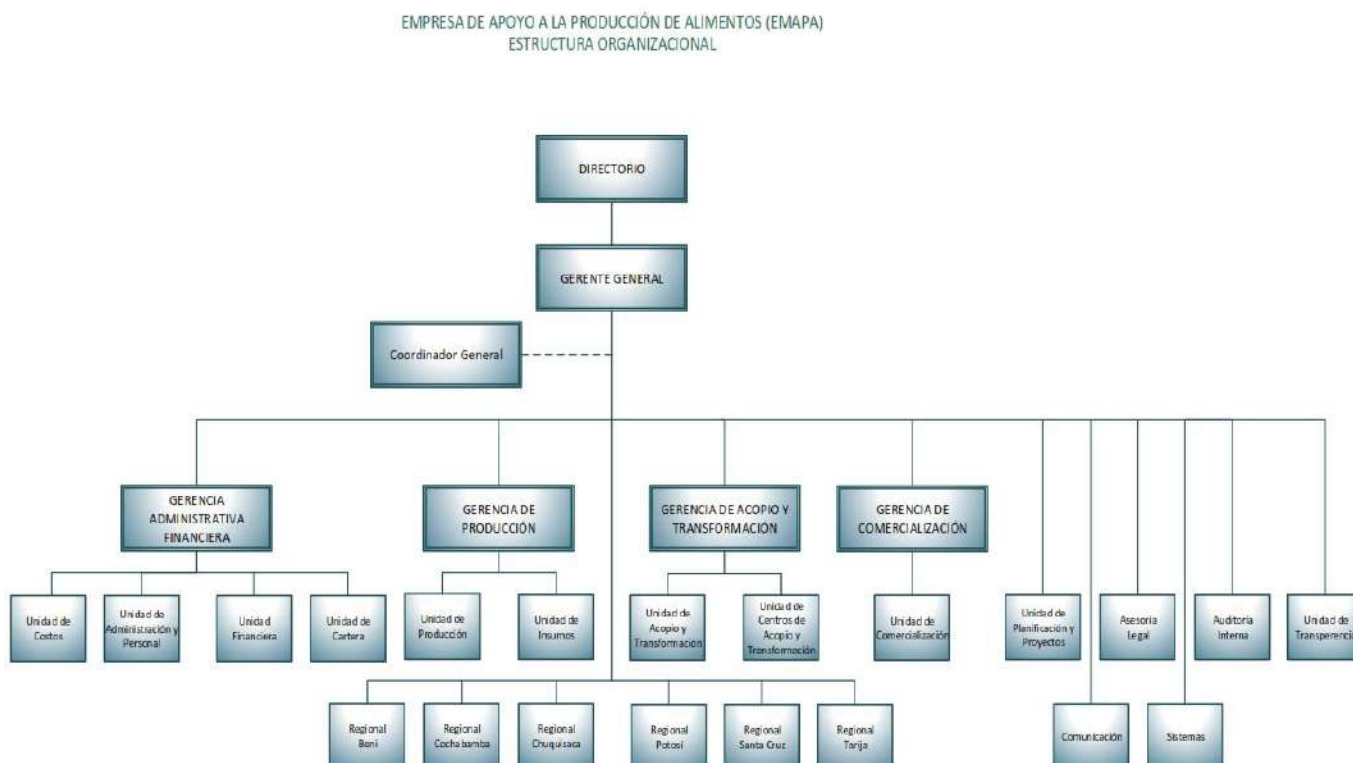 EMPRESA DE APOYO A LA PRODUCCIÓN DE ALIMENTOS (EMAPA)
ESTRUCTURA ORGANIZACIONAL
DIRECTORIO
GERENTE GENERAL
Coordinador General
GERENCIA
ADMINISTRATIVA
FINANCIERA
GERENCIA DE
PRODUCCIÓN
GERENCIA DE ACOPIO Y
TRANSFORMACIÓN
GERENCIA DE
COMERCIALIZACIÓN
Unidad de
Costos
Unidad de
Administración y
Personal
Unidad
Financiera
Unidad de
Cartera
Unidad de
Producción
Unidad de
Insumos
Unidad de
Acopio y
Transformación
Unidad de
Centros de
Acopio y
Transformación
Unidad de
Comercialización
Unidad de
Planificación y
Proyectos
Asesoria
Legal
Auditoría
Interna
Unidad de
Transperencia
Regional
Beni
Regional
Cochabamba
Regional
Chuquisaca
Regional
Potosí
Regional
Santa Cruz
Regional
Tarija
Comunicación
Sistemas